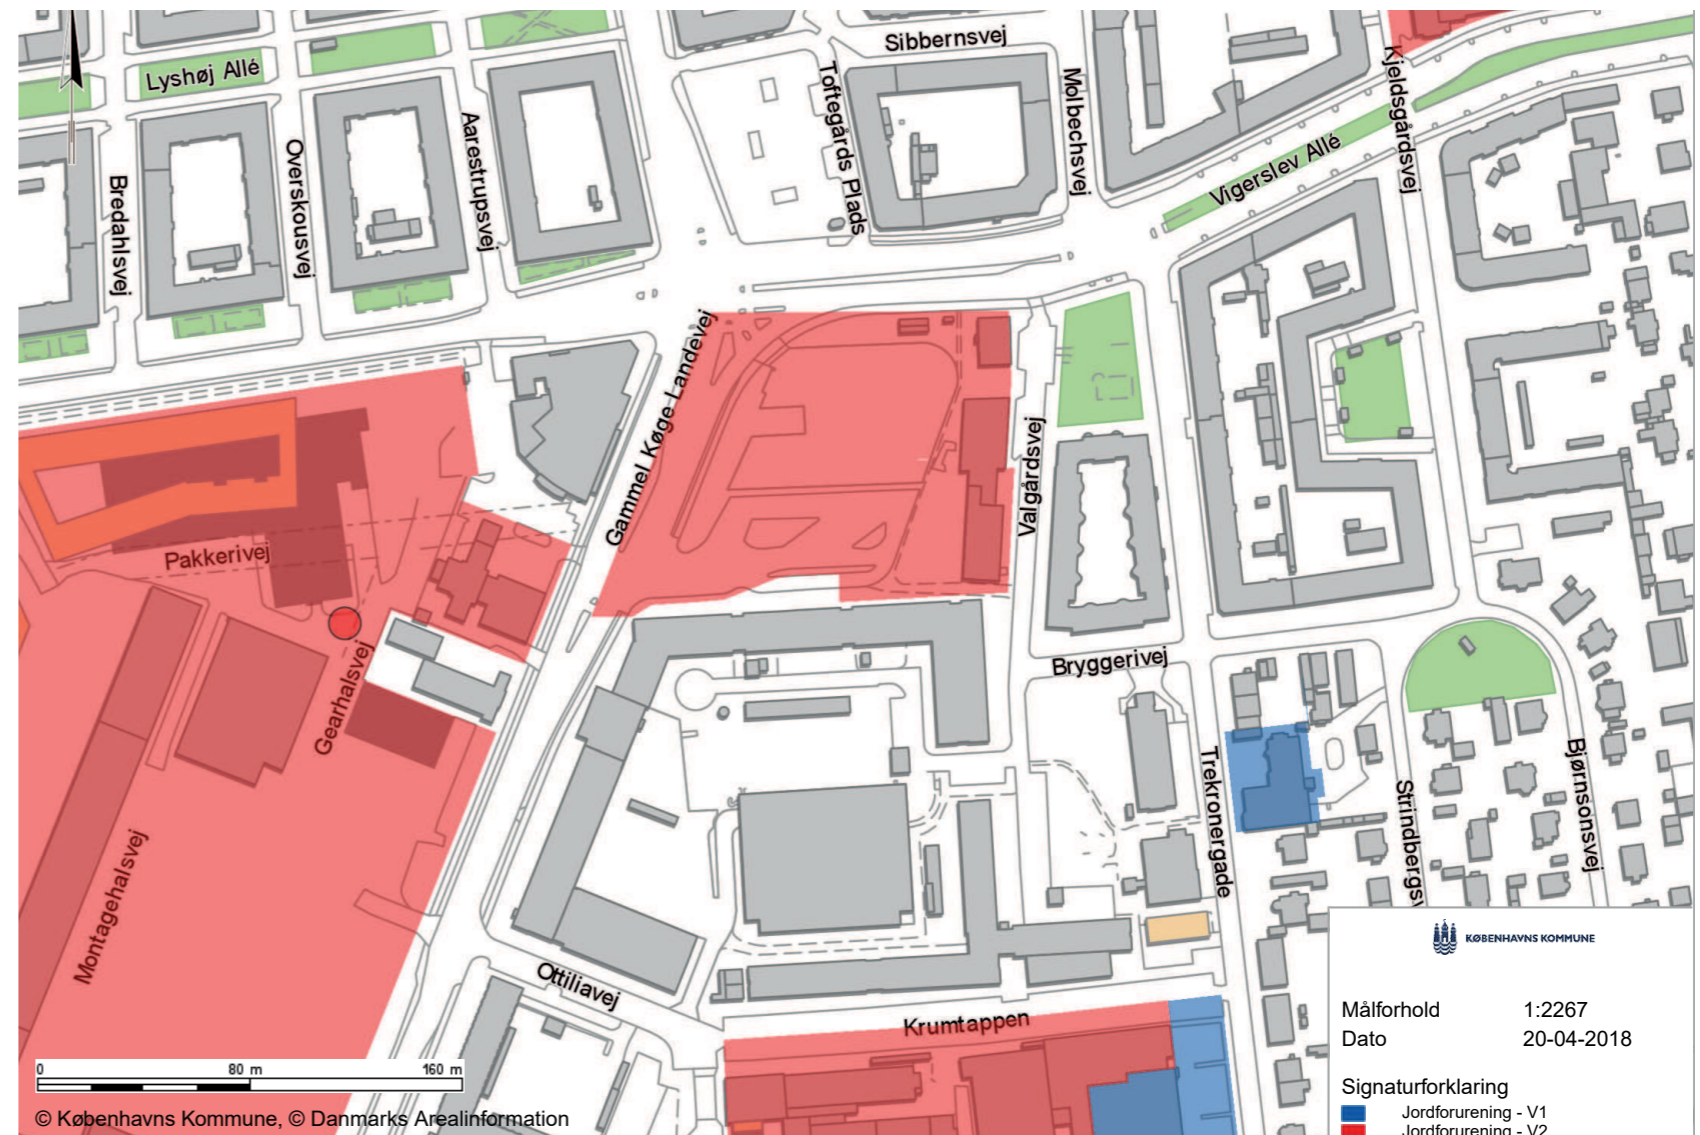 Sibbernsvej
Lyshøj Allé
Toftegårds Plads
Molbechsvej
Kjeldsgårdsvej
Aarestrupsvej
Overskousvej
Bredahlsvej
Vigerslev Allé
Gammel Køge Landevej
Valgårdsvej
Pakkerivej
Gearhalsvej
Bryggerivej
Trekronergade
Strindbergsv
Bjørnsonsvej
Montagehalsvej
Ottiliavej
Krumtappen
KØBENHAVNS KOMMUNE
Målforhold 1:2267
Dato 20-04-2018
Signaturforklaring
Jordforurening - V1
Jordforurening - V2
0 80 m 160 m
© Københavns Kommune, © Danmarks Arealinformation